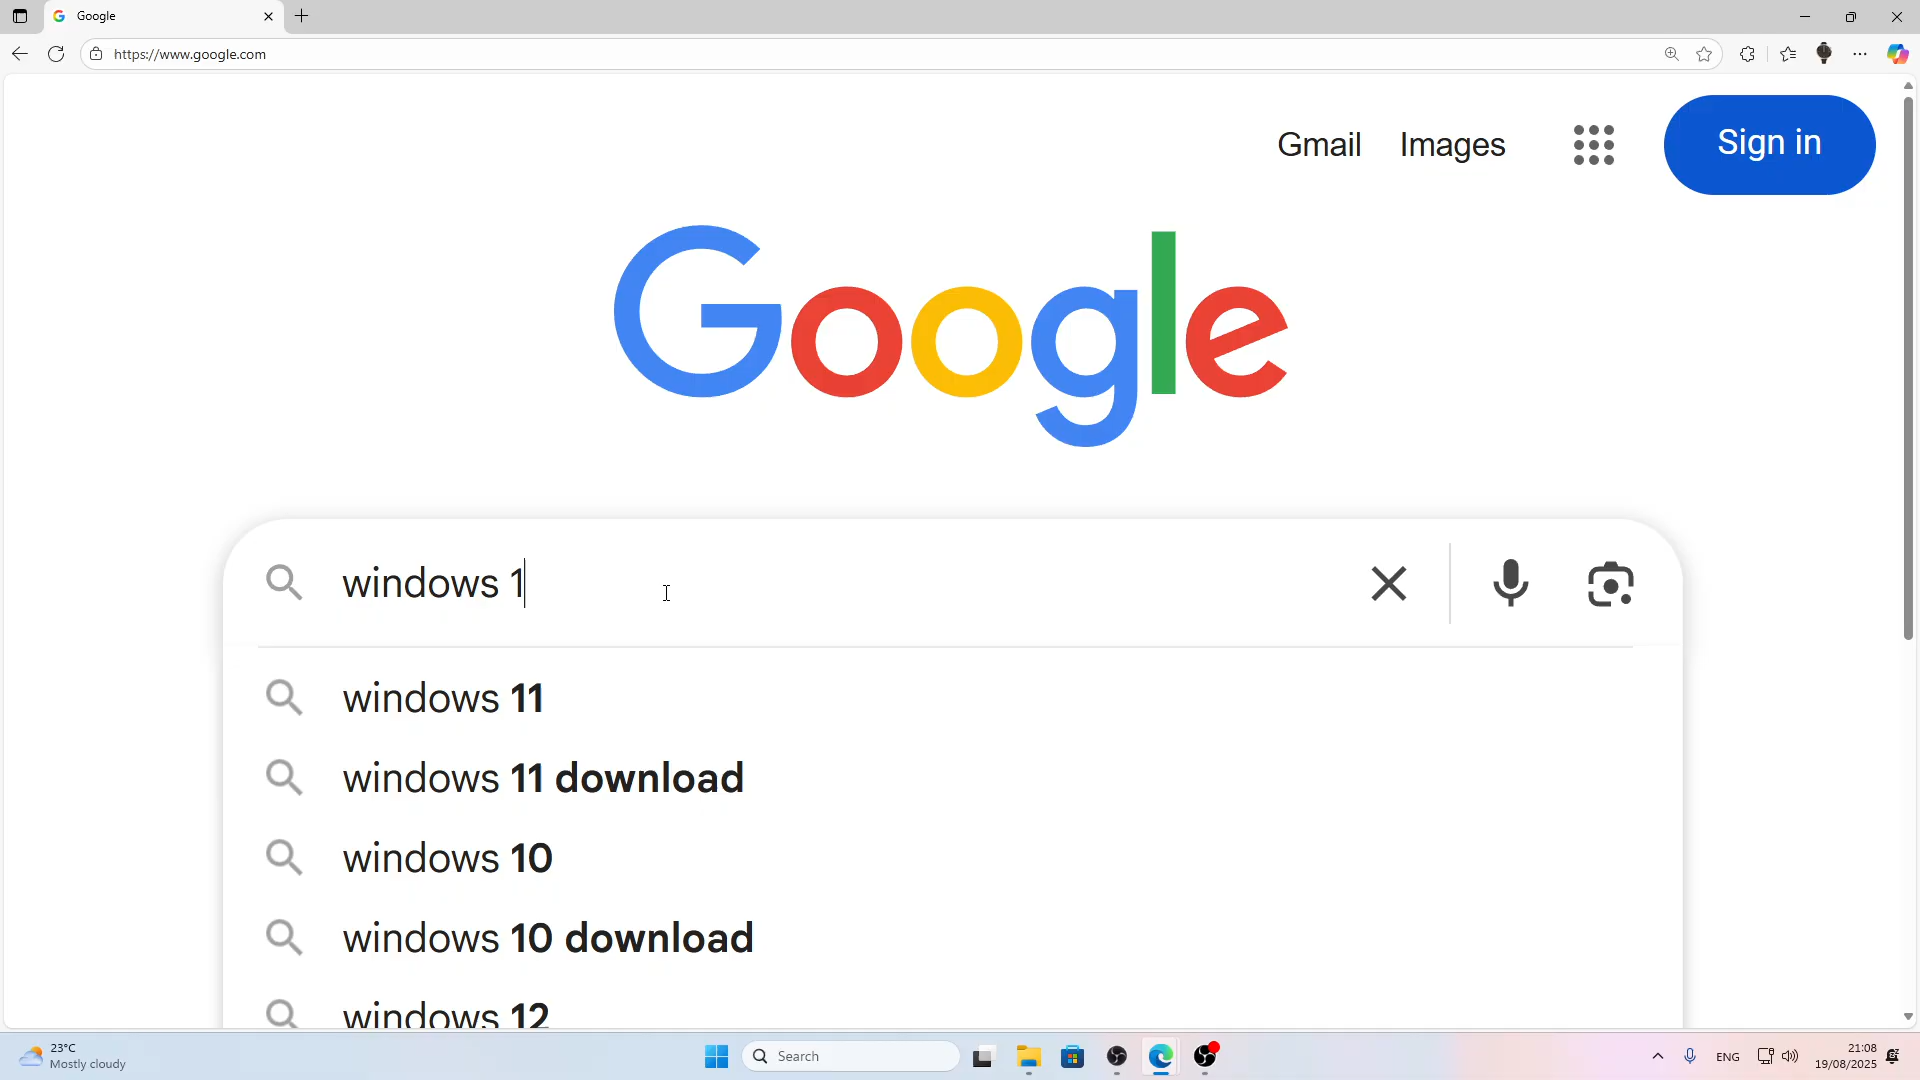 Google
https://www.google.com
Gmail Images Sign in
Google
windows 1
windows 11
windows 11 download
windows 10
windows 10 download
windows 12
23°C
Mostly cloudy
Search
ENG
21:08
19/08/2025